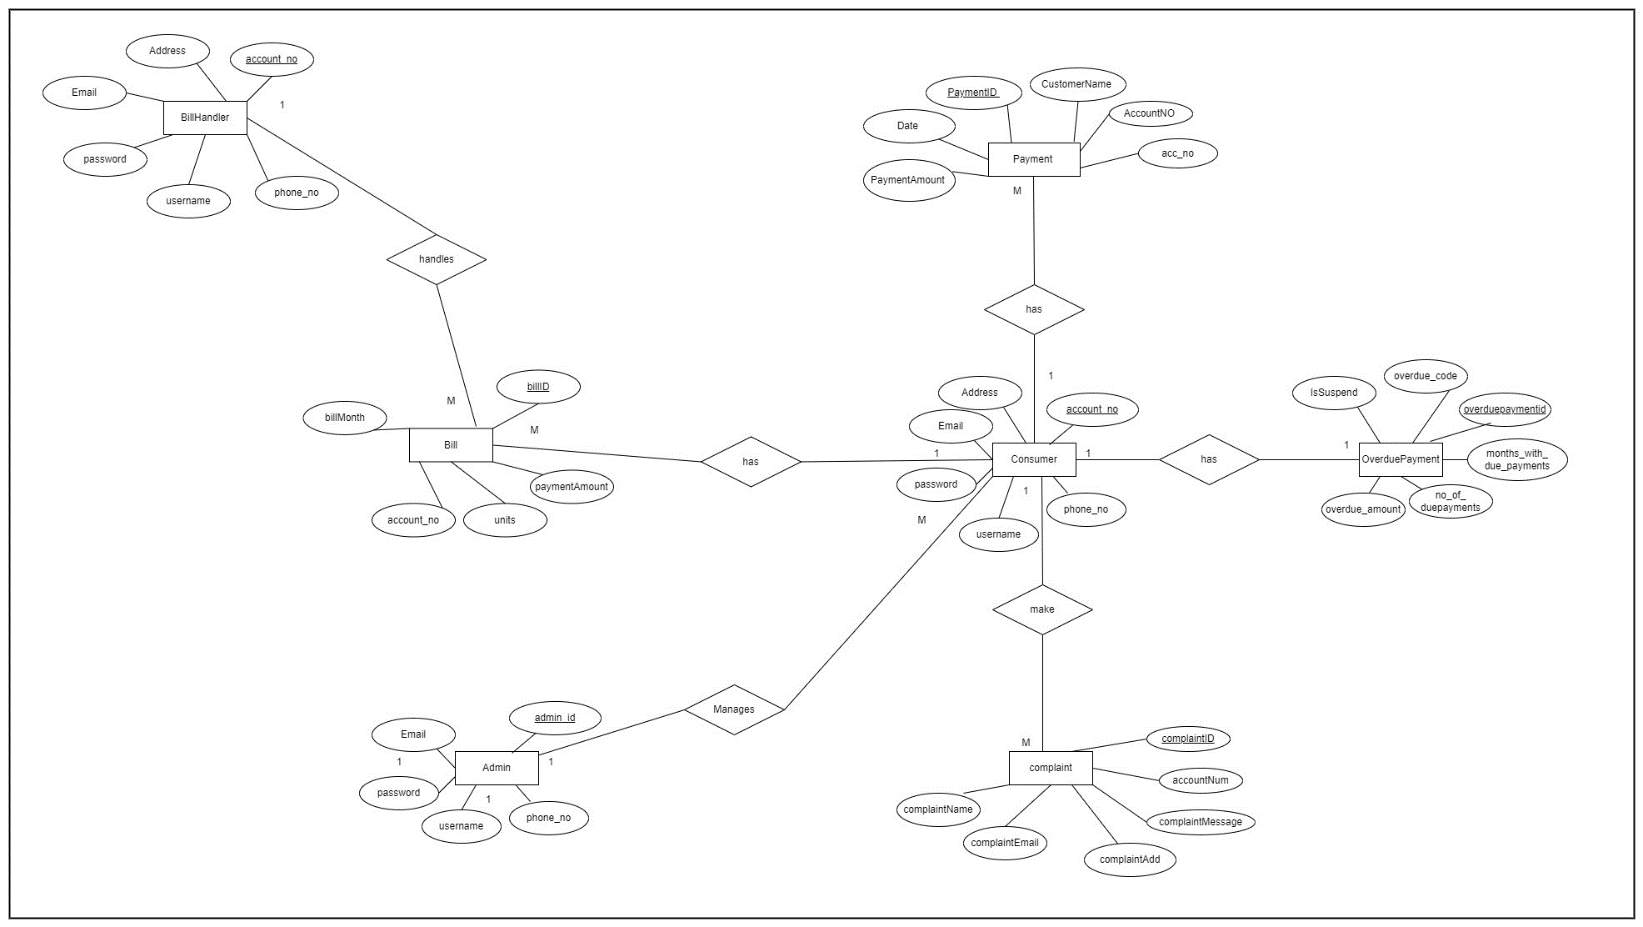 Address
account_no
Email
1
BillHandler
password
username
phone_no
handles
M
PaymentID
CustomerName
Date
AccountNO
Payment
acc_no
PaymentAmount
M
has
1
billID
billMonth
M
Bill
paymentAmount
account_no
units
has
Address
account_no
Email
1
Consumer
1
password
1
phone_no
username
M
has
overdue_code
IsSuspend
overduepaymentid
1
OverduePayment
months_with_
due_payments
no_of_
duepayments
overdue_amount
make
Manages
admin_id
Email
1
Admin
1
password
1
phone_no
username
M
complaintID
complaint
accountNum
complaintName
complaintMessage
complaintEmail
complaintAdd